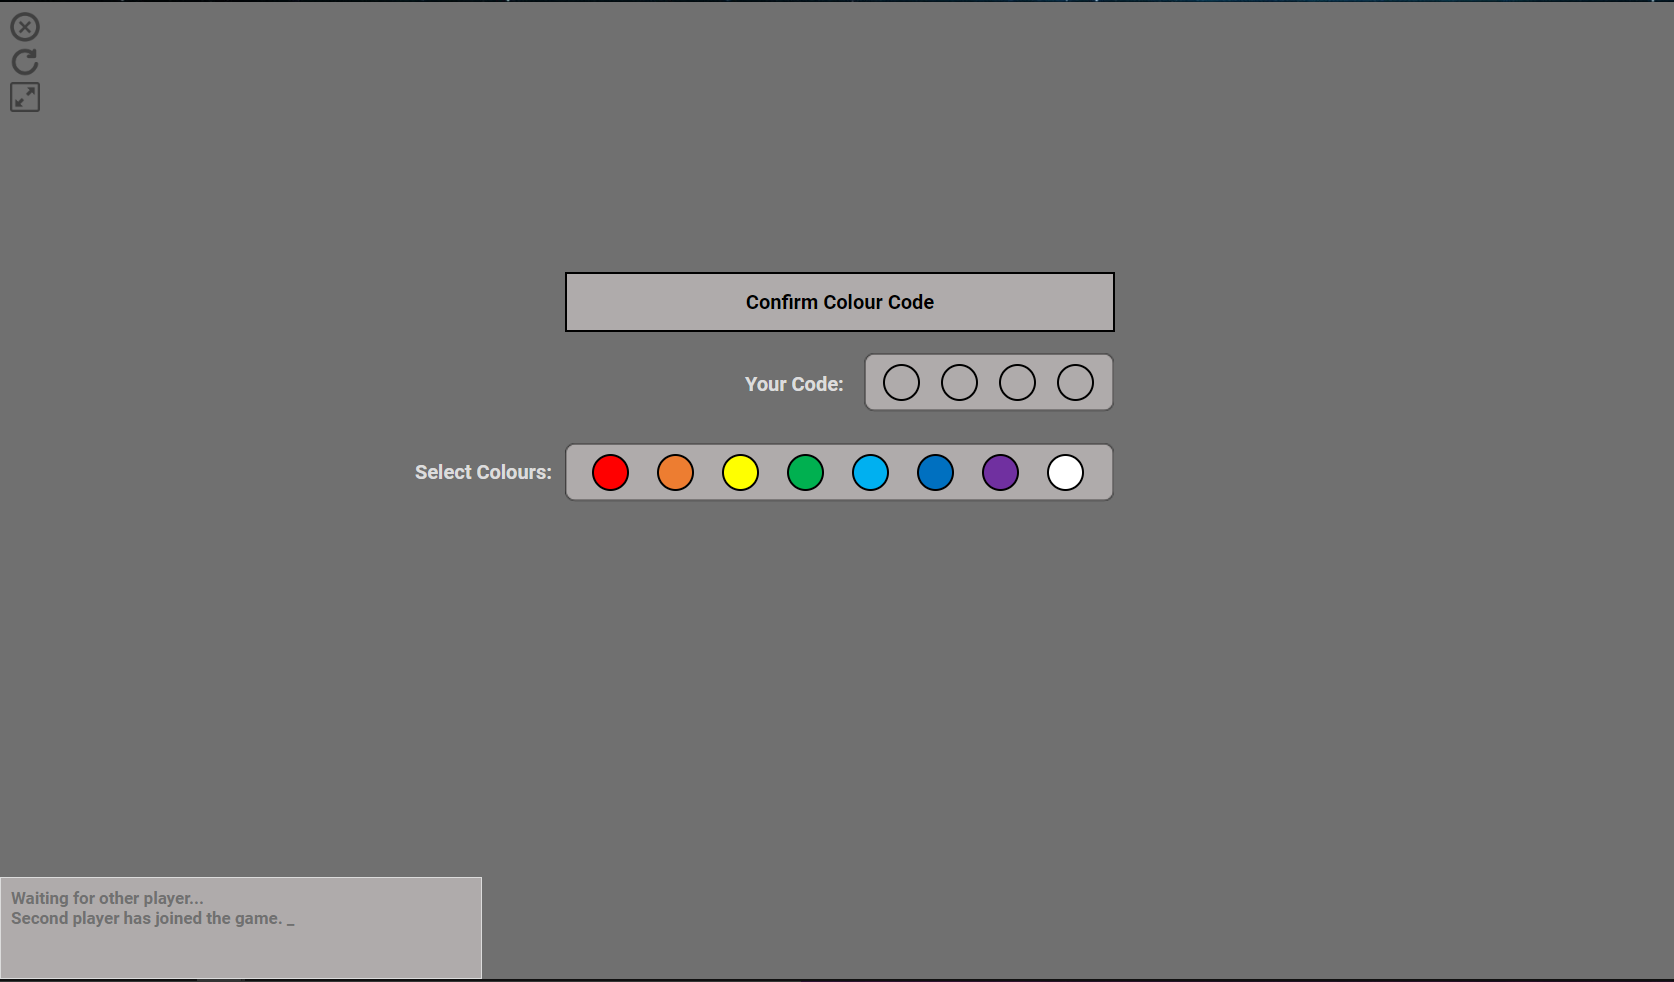 Confirm Colour Code
Your Code:
Select Colours:
Waiting for other player...
Second player has joined the game. _